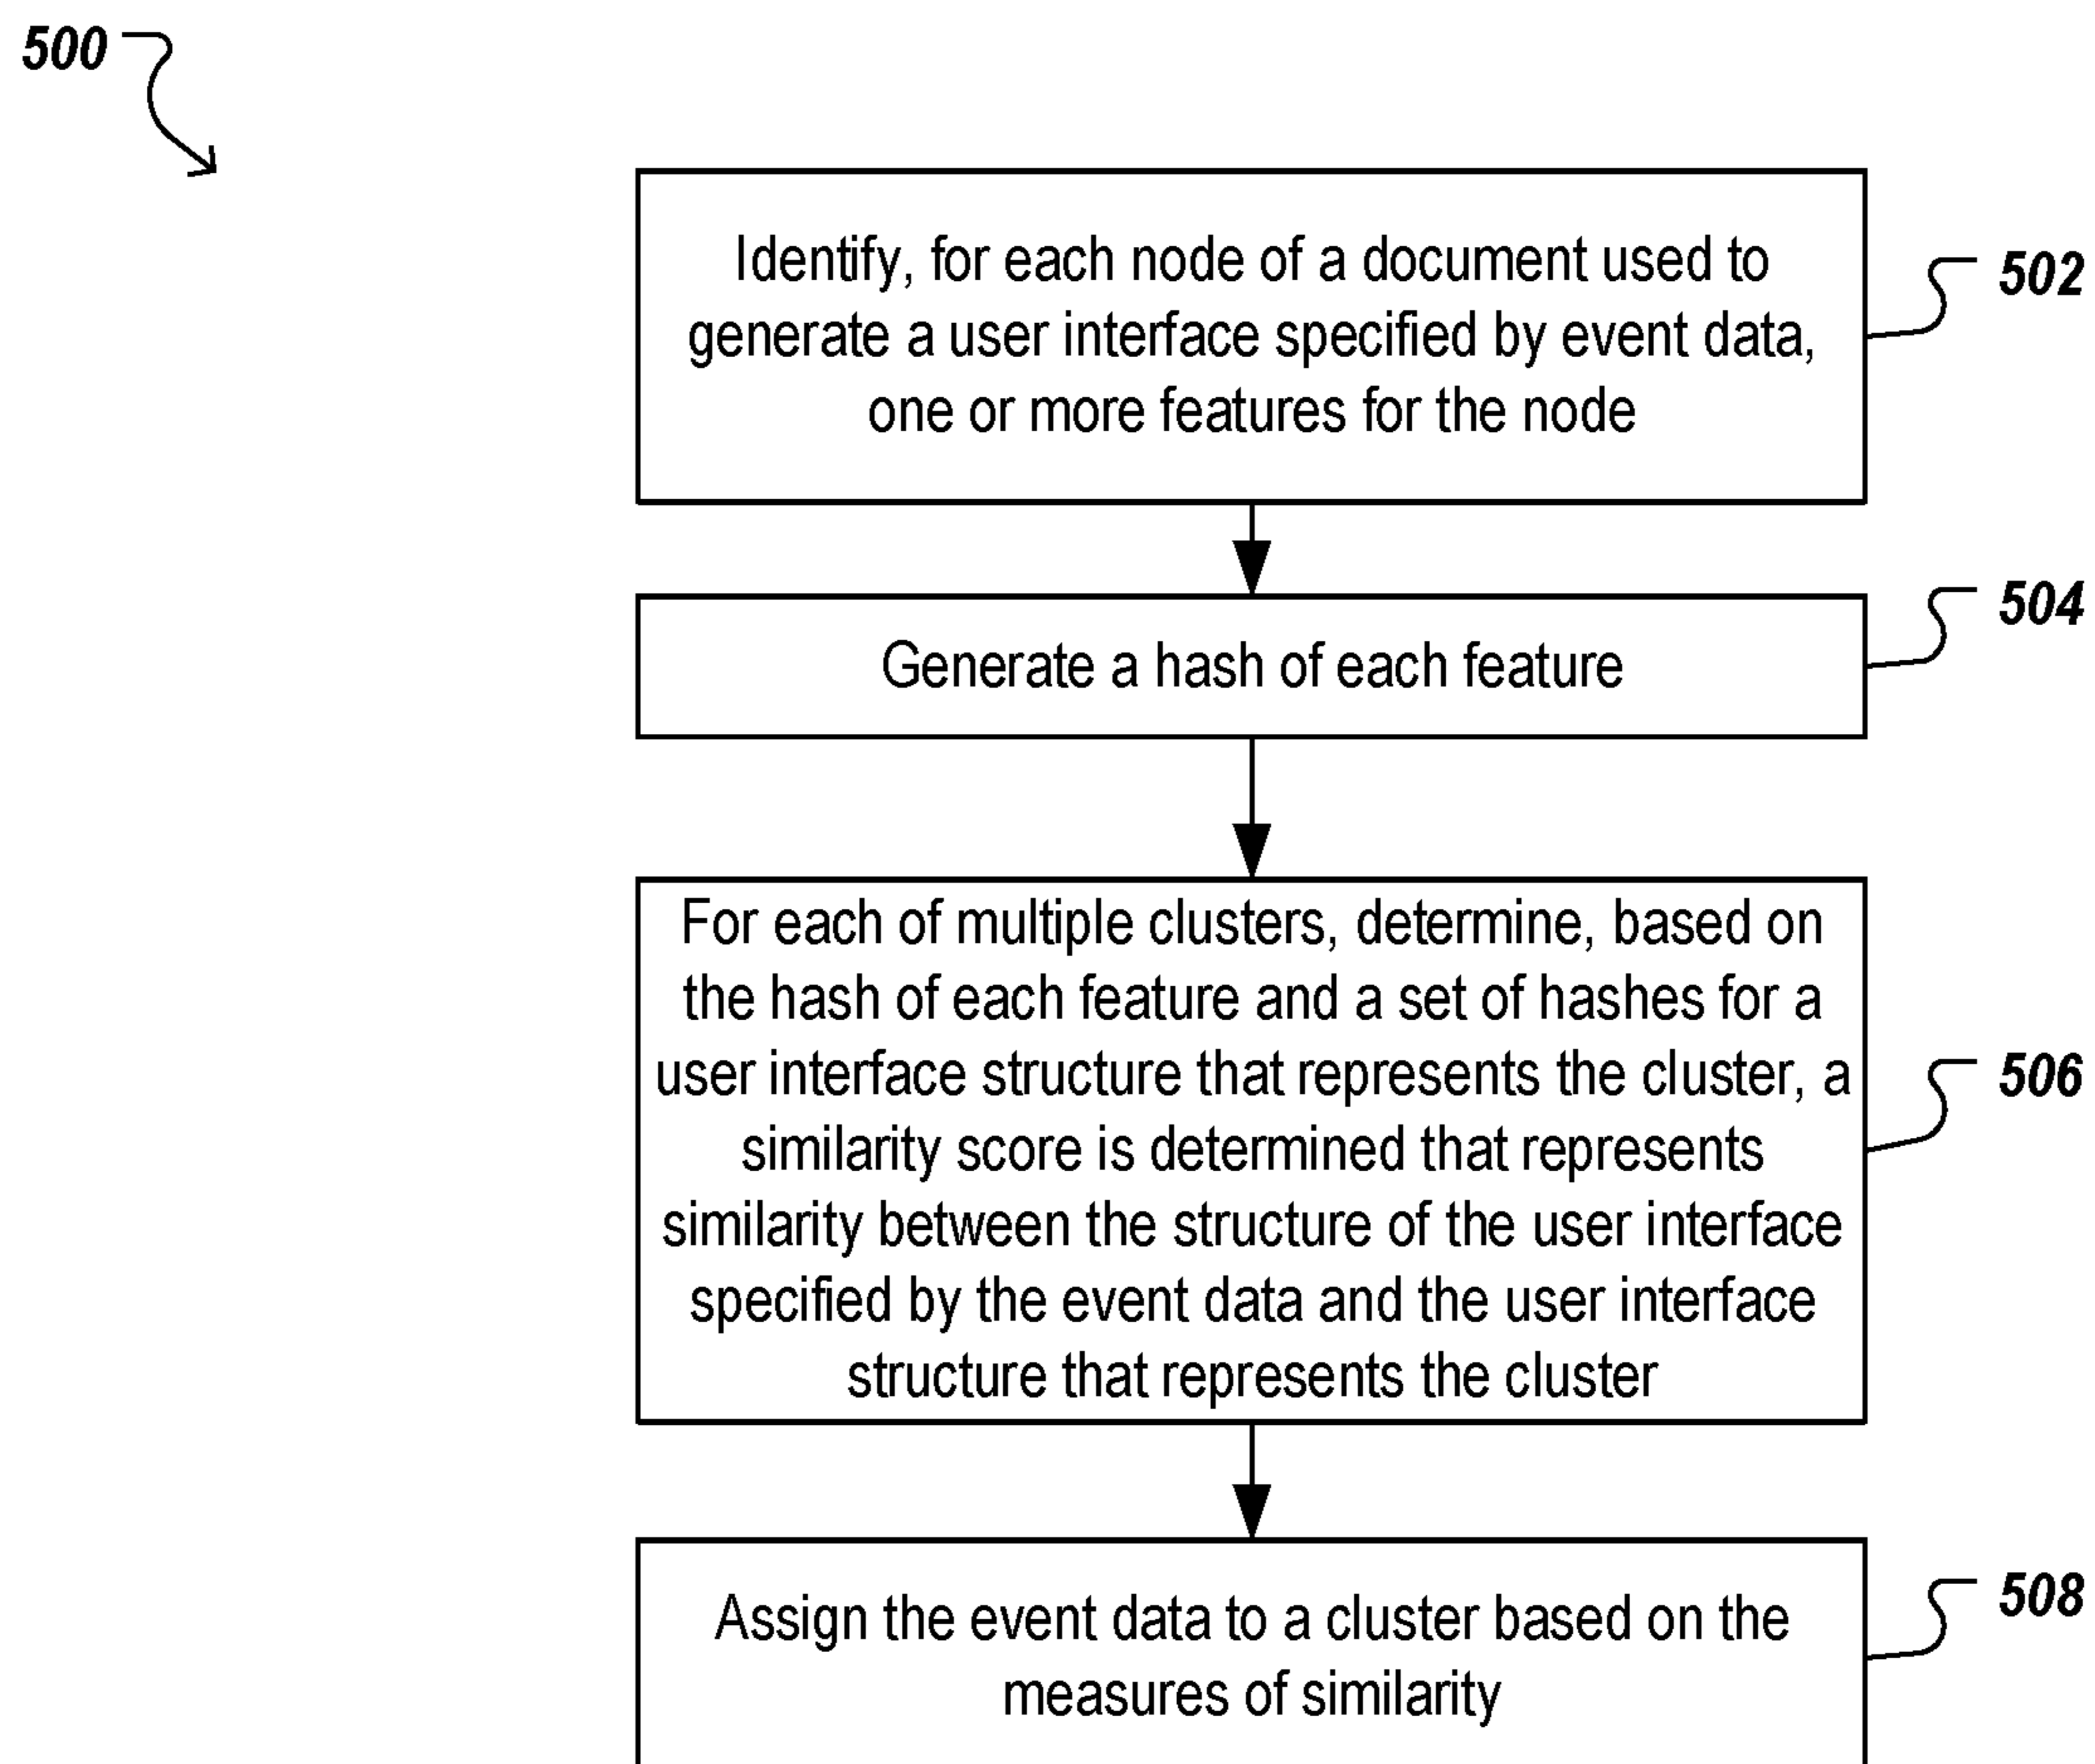 500
Identify, for each node of a document used to
generate a user interface specified by event data,
one or more features for the node
502
Generate a hash of each feature
504
For each of multiple clusters, determine, based on
the hash of each feature and a set of hashes for a
user interface structure that represents the cluster, a
similarity score is determined that represents
similarity between the structure of the user interface
specified by the event data and the user interface
structure that represents the cluster
506
Assign the event data to a cluster based on the
measures of similarity
508